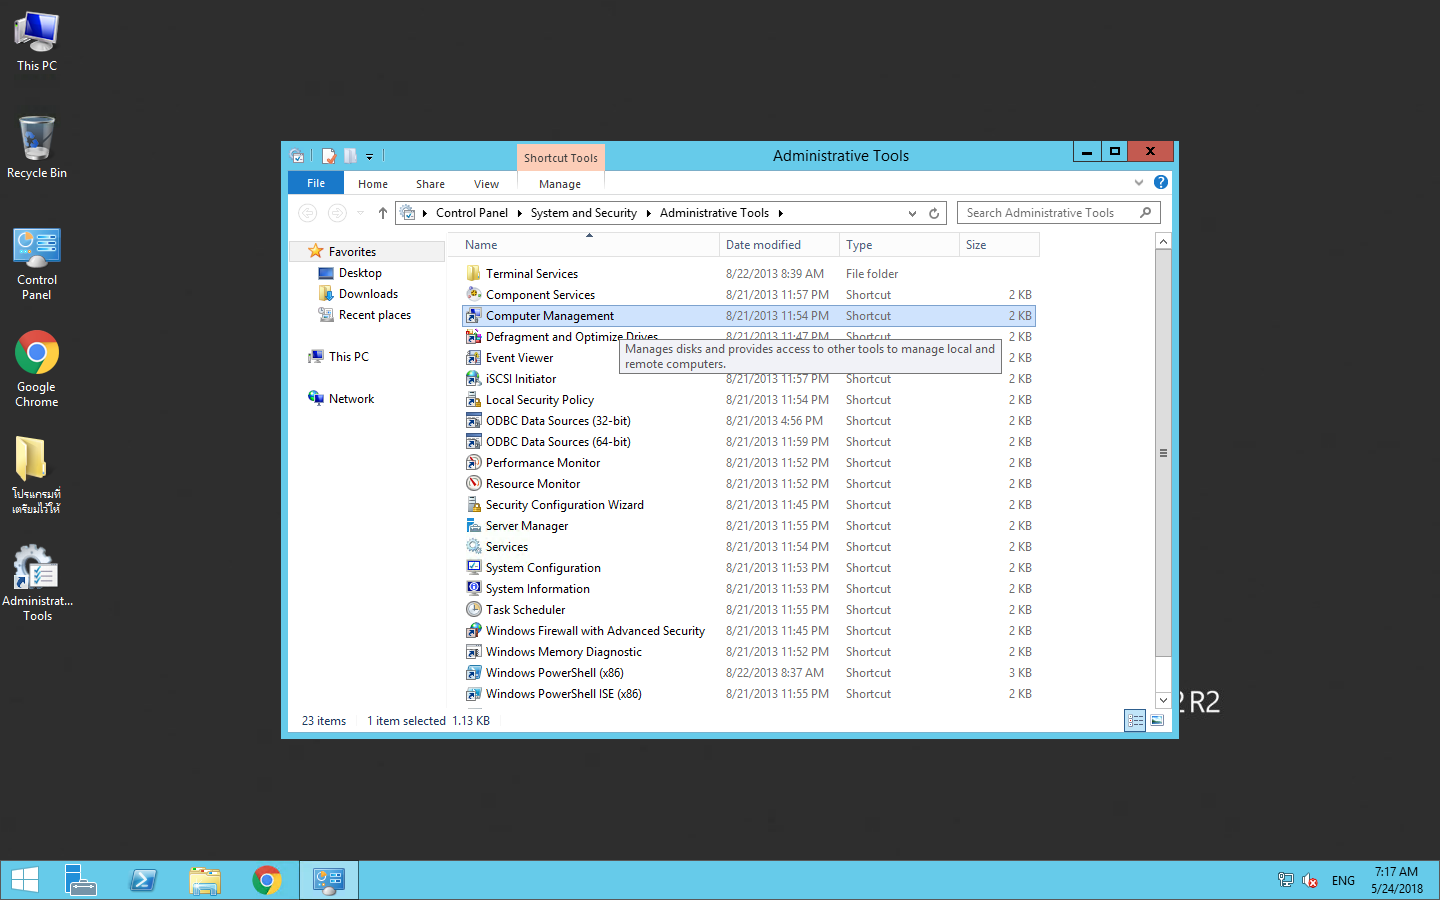 This PC
Recycle Bin
Control
Panel
Google
Chrome
โปรแกรมที่
เตรียมไว้ให้
Administrat...
Tools
Shortcut Tools
Administrative Tools
File
Home
Share
View
Manage
Control Panel
System and Security
Administrative Tools
Search Administrative Tools
Favorites
Desktop
Downloads
Recent places
This PC
Network
Name Date modified Type Size
Terminal Services 8/22/2013 8:39 AM File folder
Component Services 8/21/2013 11:57 PM Shortcut 2 KB
Computer Management 8/21/2013 11:54 PM Shortcut 2 KB
Defragment and Optimize Drives 8/21/2013 11:47 PM Shortcut 2 KB
Manages disks and provides access to other tools to manage local and
remote computers.
Event Viewer 2 KB
iSCSI Initiator 8/21/2013 11:57 PM Shortcut 2 KB
Local Security Policy 8/21/2013 11:54 PM Shortcut 2 KB
ODBC Data Sources (32-bit) 8/21/2013 4:56 PM Shortcut 2 KB
ODBC Data Sources (64-bit) 8/21/2013 11:59 PM Shortcut 2 KB
Performance Monitor 8/21/2013 11:52 PM Shortcut 2 KB
Resource Monitor 8/21/2013 11:52 PM Shortcut 2 KB
Security Configuration Wizard 8/21/2013 11:45 PM Shortcut 2 KB
Server Manager 8/21/2013 11:55 PM Shortcut 2 KB
Services 8/21/2013 11:54 PM Shortcut 2 KB
System Configuration 8/21/2013 11:53 PM Shortcut 2 KB
System Information 8/21/2013 11:53 PM Shortcut 2 KB
Task Scheduler 8/21/2013 11:55 PM Shortcut 2 KB
Windows Firewall with Advanced Security 8/21/2013 11:45 PM Shortcut 2 KB
Windows Memory Diagnostic 8/21/2013 11:52 PM Shortcut 2 KB
Windows PowerShell (x86) 8/22/2013 8:37 AM Shortcut 3 KB
Windows PowerShell ISE (x86) 8/21/2013 11:55 PM Shortcut 2 KB
23 items 1 item selected 1.13 KB
2 R2
ENG
7:17 AM
5/24/2018